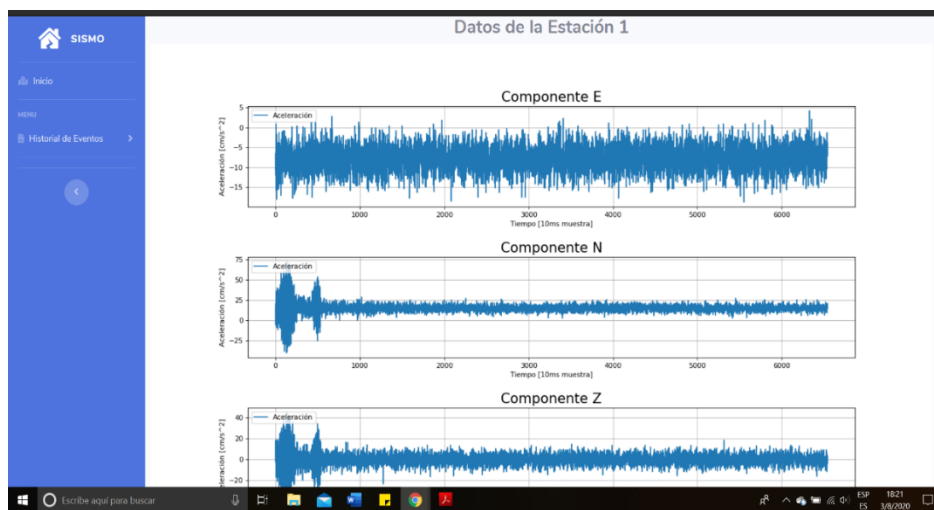 Datos de la Estación 1
SISMO
Inicio
MENU
Historial de Eventos
Componente E
Aceleración
Aceleración [cm/s^2]
5
0
−5
−10
−15
0 1000 2000 3000 4000 5000 6000
Tiempo [10ms muestra]
Componente N
Aceleración
Aceleración [cm/s^2]
75
50
25
0
−25
0 1000 2000 3000 4000 5000 6000
Tiempo [10ms muestra]
Componente Z
Aceleración
40
20
0
−20
Escribe aquí para buscar
ESP
ES
18:21
3/8/2020